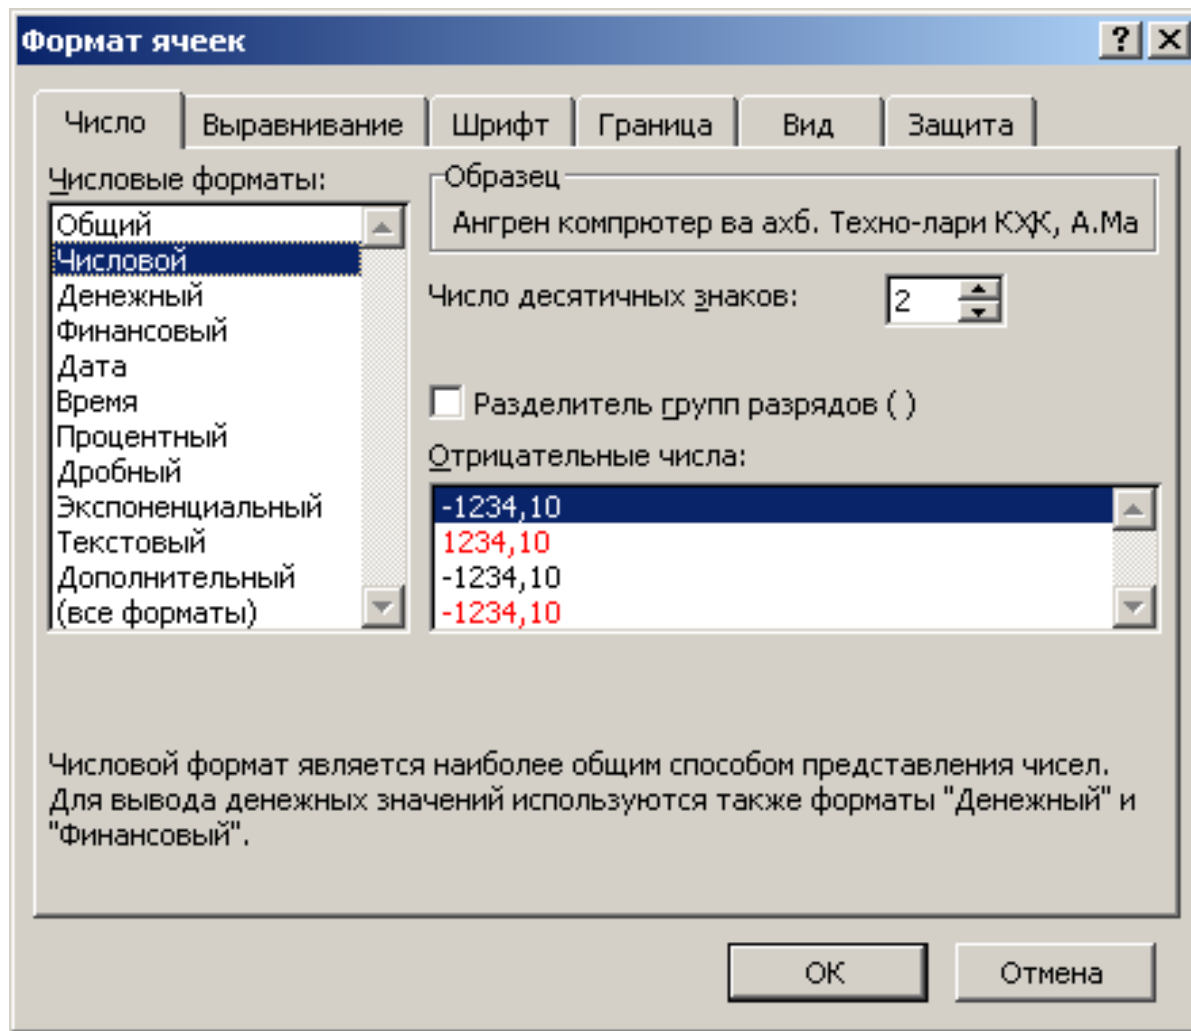 Формат ячеек
Число
Выравнивание
Шрифт
Граница
Вид
Защита
Числовые форматы:
Общий
Числовой
Денежный
Финансовый
Дата
Время
Процентный
Дробный
Экспоненциальный
Текстовый
Дополнительный
(все форматы)
Образец
Ангрен компрютер ва ахб. Техно-лари КҲК, А.Ма
Число десятичных знаков:
2
Разделитель групп разрядов ( )
Отрицательные числа:
-1234,10
1234,10
-1234,10
-1234,10
Числовой формат является наиболее общим способом представления чисел.
Для вывода денежных значений используются также форматы "Денежный" и
"Финансовый".
ОК
Отмена